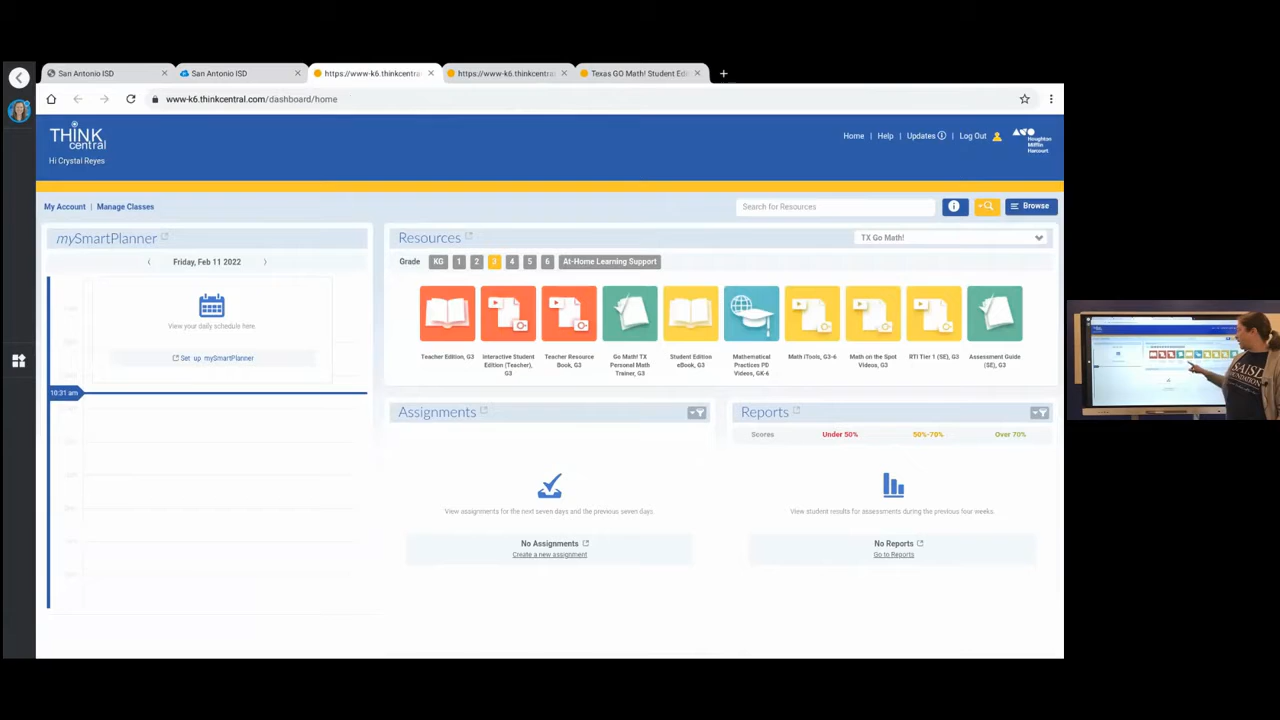 San Antonio ISD
San Antonio ISD
https://www-k6.thinkcentra
https://www-k6.thinkcentra
Texas GO Math! Student Edi
www-k6.thinkcentral.com/dashboard/home
THINK
central
Hi Crystal Reyes
Home | Help | Updates | Log Out
Houghton
Mifflin
Harcourt
My Account | Manage Classes
Search for Resources
Browse
mySmartPlanner
Friday, Feb 11 2022
View your daily schedule here.
Set up mySmartPlanner
10:31 am
Resources
TX Go Math!
Grade KG 1 2 3 4 5 6 At-Home Learning Support
Teacher Edition, G3
Interactive Student
Edition (Teacher),
G3
Teacher Resource
Book, G3
Go Math! TX
Personal Math
Trainer, G3
Student Edition
eBook, G3
Mathematical
Practices PD
Videos, GK-6
Math iTools, G3-6
Math on the Spot
Videos, G3
RTI Tier 1 (SE), G3
Assessment Guide
(SE), G3
Assignments
View assignments for the next seven days and the previous seven days.
No Assignments
Create a new assignment
Reports
Scores Under 50% 50%-70% Over 70%
View student results for assessments during the previous four weeks.
No Reports
Go to Reports
SAISD
FOUNDATION